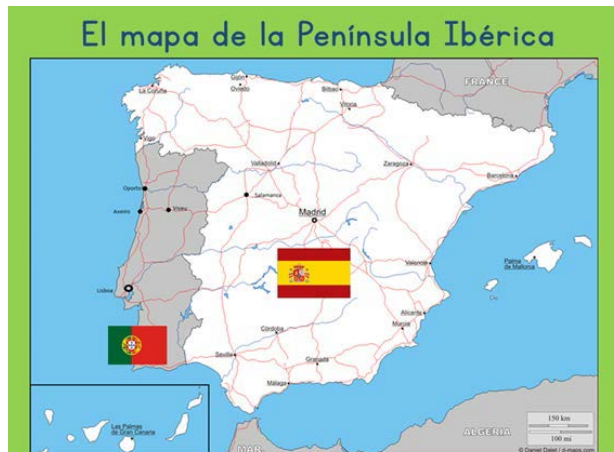 El mapa de la Península Ibérica
FRANCE
La Coruña
Gijón
Oviedo
Bilbao
Vitoria
Vigo
Valladolid
Zaragoza
Barcelona
Oporto
Salamanca
Aveiro
Viseu
Madrid
Palma
de Mallorca
Valencia
Lisboa
Alicante
Murcia
Córdoba
Sevilla
Granada
Málaga
Las Palmas
de Gran Canaria
150 km
100 mi
ALGERIA
MAR
© Daniel Dalet / d-maps.com